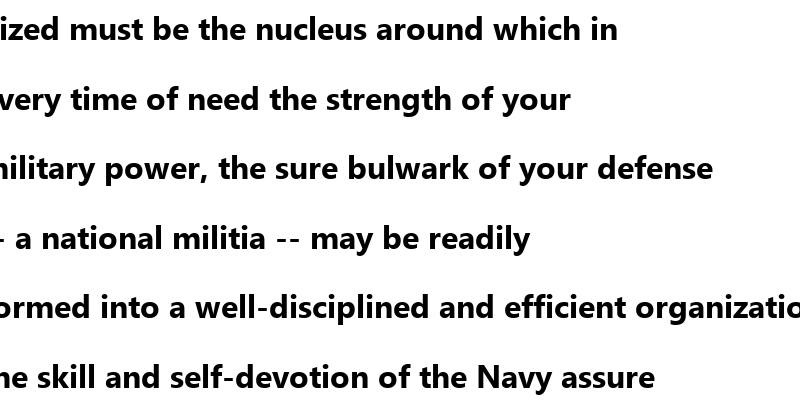 ized must be the nucleus around which in
very time of need the strength of your
military power, the sure bulwark of your defense
- a national militia -- may be readily
ormed into a well-disciplined and efficient organizatio
he skill and self-devotion of the Navy assure